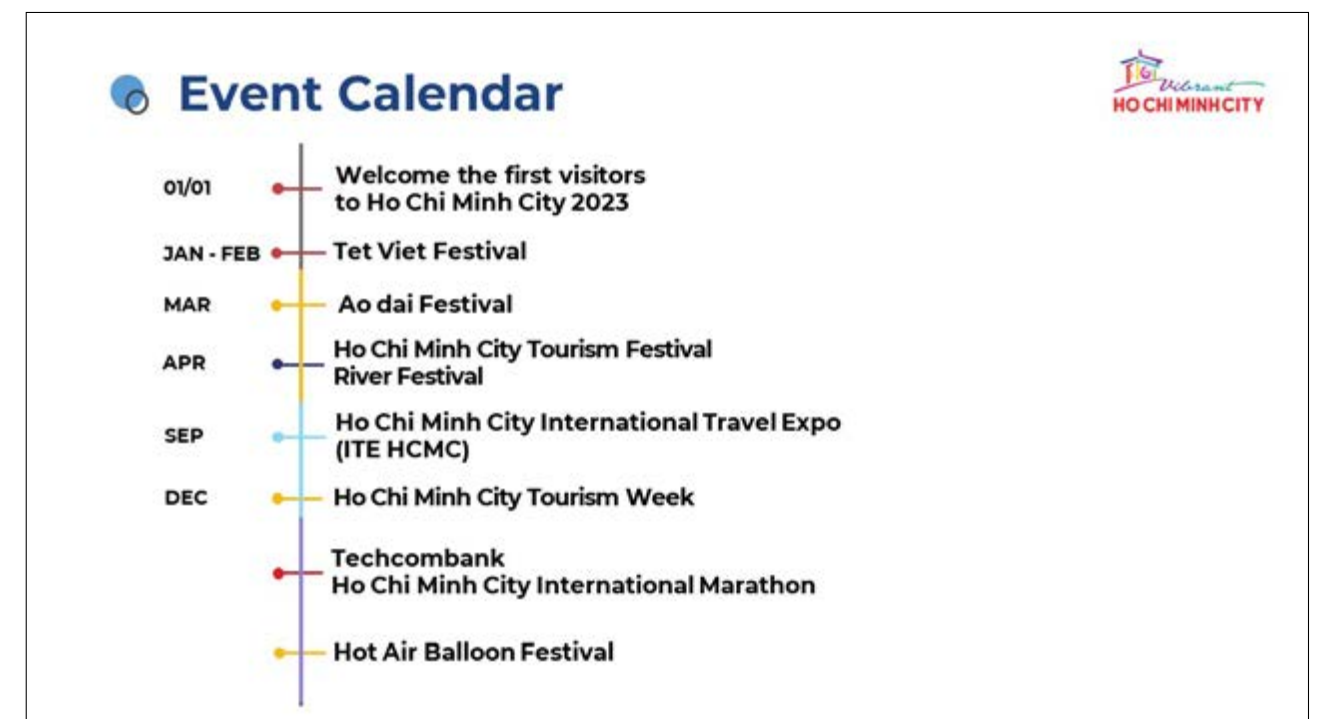 Event Calendar
Vibrant
HO CHI MINH CITY
01/01
Welcome the first visitors
to Ho Chi Minh City 2023
JAN - FEB
Tet Viet Festival
MAR
Ao dai Festival
APR
Ho Chi Minh City Tourism Festival
River Festival
SEP
Ho Chi Minh City International Travel Expo
(ITE HCMC)
DEC
Ho Chi Minh City Tourism Week
Techcombank
Ho Chi Minh City International Marathon
Hot Air Balloon Festival